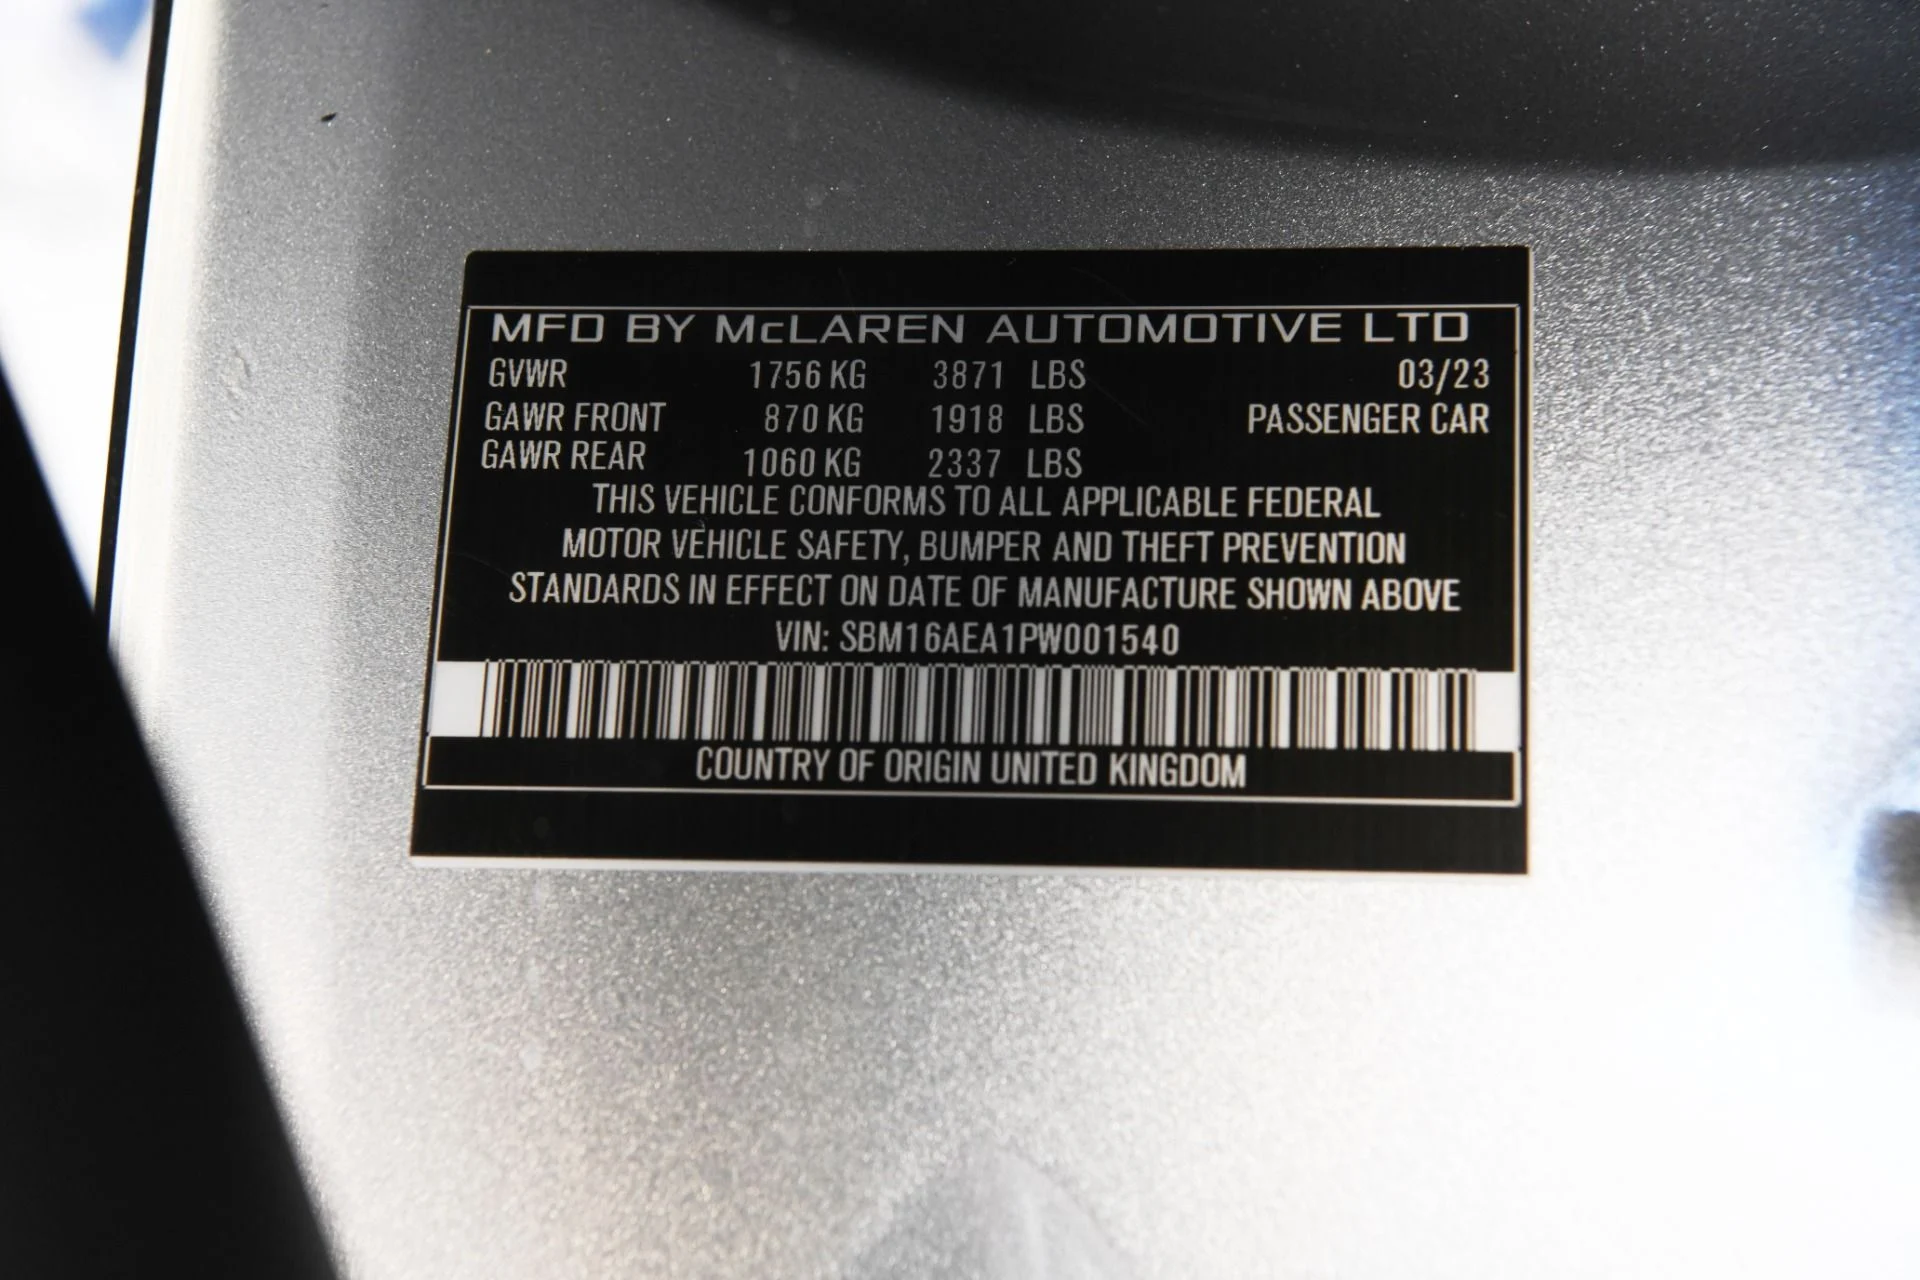 MFD BY McLAREN AUTOMOTIVE LTD
GVWR 1756 KG 3871 LBS 03/23
GAWR FRONT 870 KG 1918 LBS PASSENGER CAR
GAWR REAR 1060 KG 2337 LBS
THIS VEHICLE CONFORMS TO ALL APPLICABLE FEDERAL
MOTOR VEHICLE SAFETY, BUMPER AND THEFT PREVENTION
STANDARDS IN EFFECT ON DATE OF MANUFACTURE SHOWN ABOVE
VIN: SBM16AEA1PW001540
COUNTRY OF ORIGIN UNITED KINGDOM